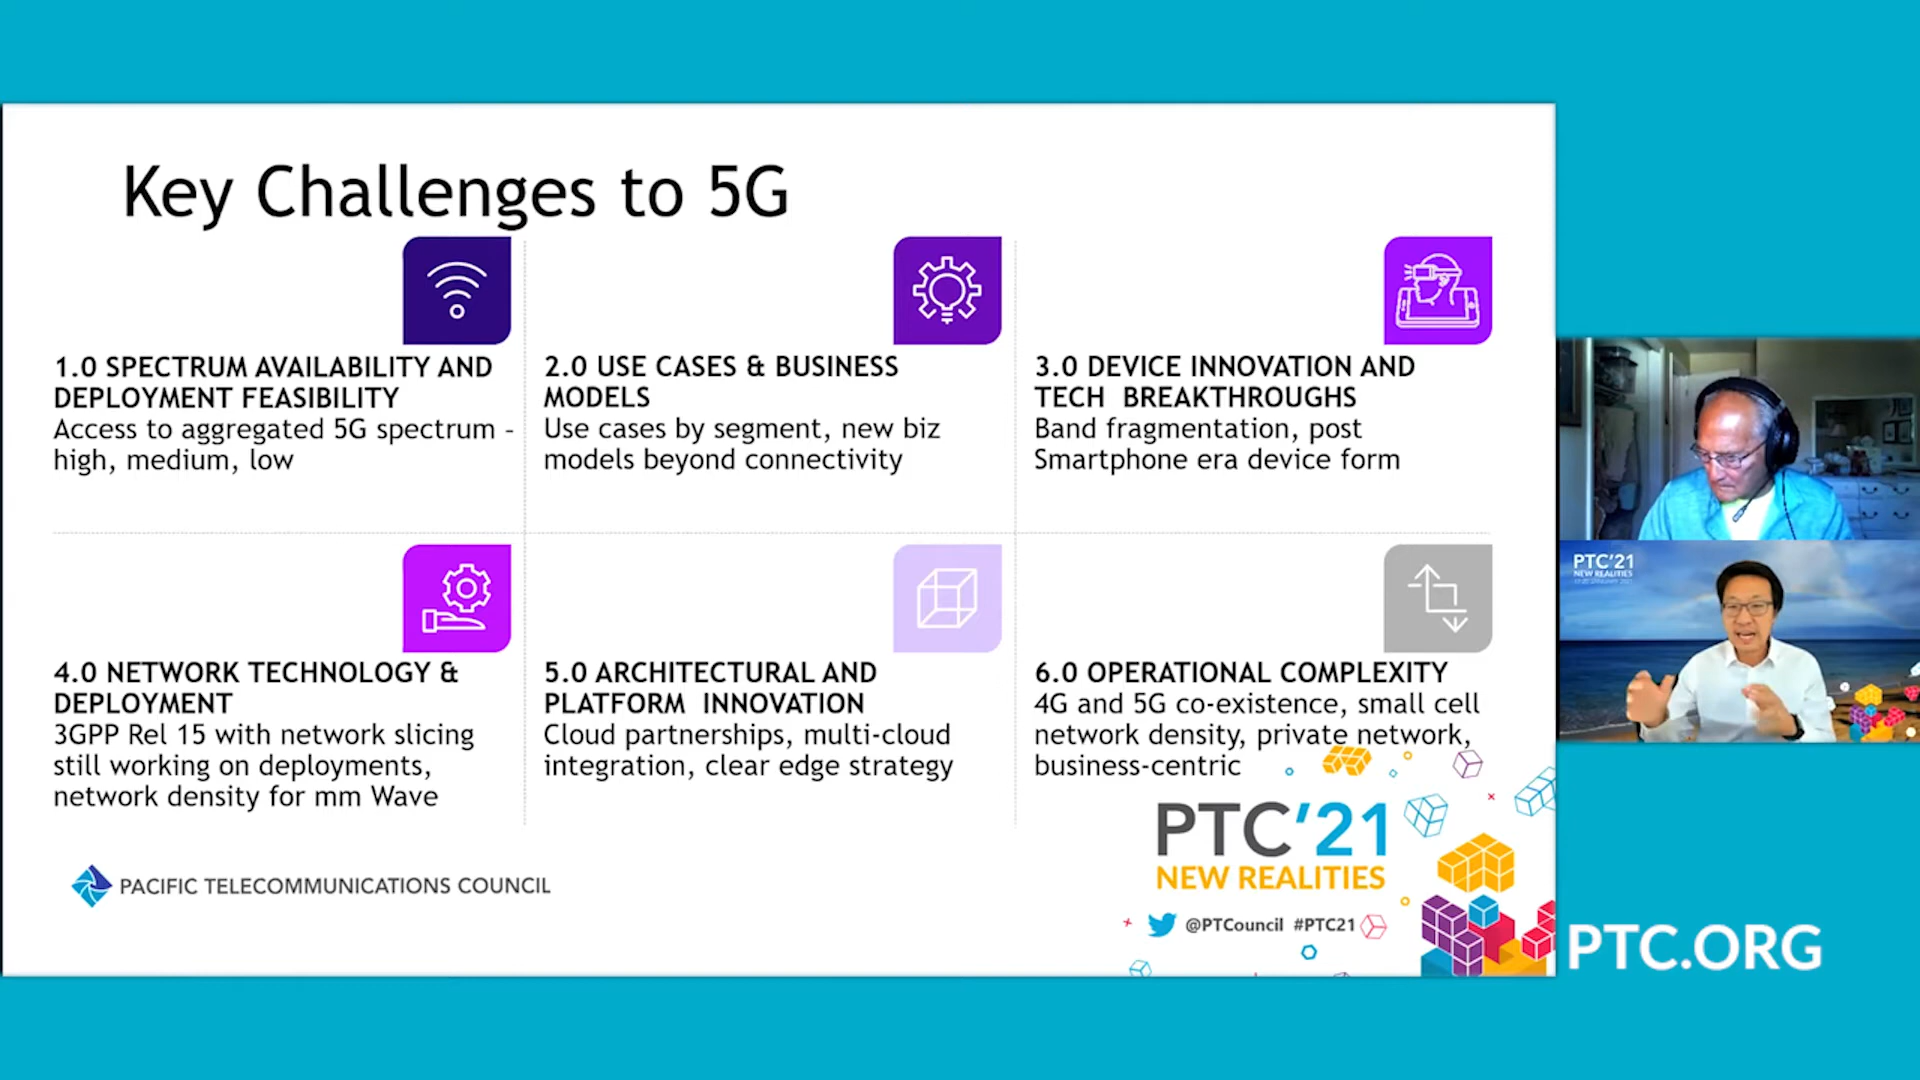 Key Challenges to 5G
1.0 SPECTRUM AVAILABILITY AND
DEPLOYMENT FEASIBILITY
Access to aggregated 5G spectrum –
high, medium, low
2.0 USE CASES & BUSINESS
MODELS
Use cases by segment, new biz
models beyond connectivity
3.0 DEVICE INNOVATION AND
TECH BREAKTHROUGHS
Band fragmentation, post
Smartphone era device form
4.0 NETWORK TECHNOLOGY &
DEPLOYMENT
3GPP Rel 15 with network slicing
still working on deployments,
network density for mm Wave
5.0 ARCHITECTURAL AND
PLATFORM INNOVATION
Cloud partnerships, multi-cloud
integration, clear edge strategy
6.0 OPERATIONAL COMPLEXITY
4G and 5G co-existence, small cell
network density, private network,
business-centric
PACIFIC TELECOMMUNICATIONS COUNCIL
PTC'21
NEW REALITIES
@PTCouncil #PTC21
PTC'21
NEW REALITIES
PTC.ORG